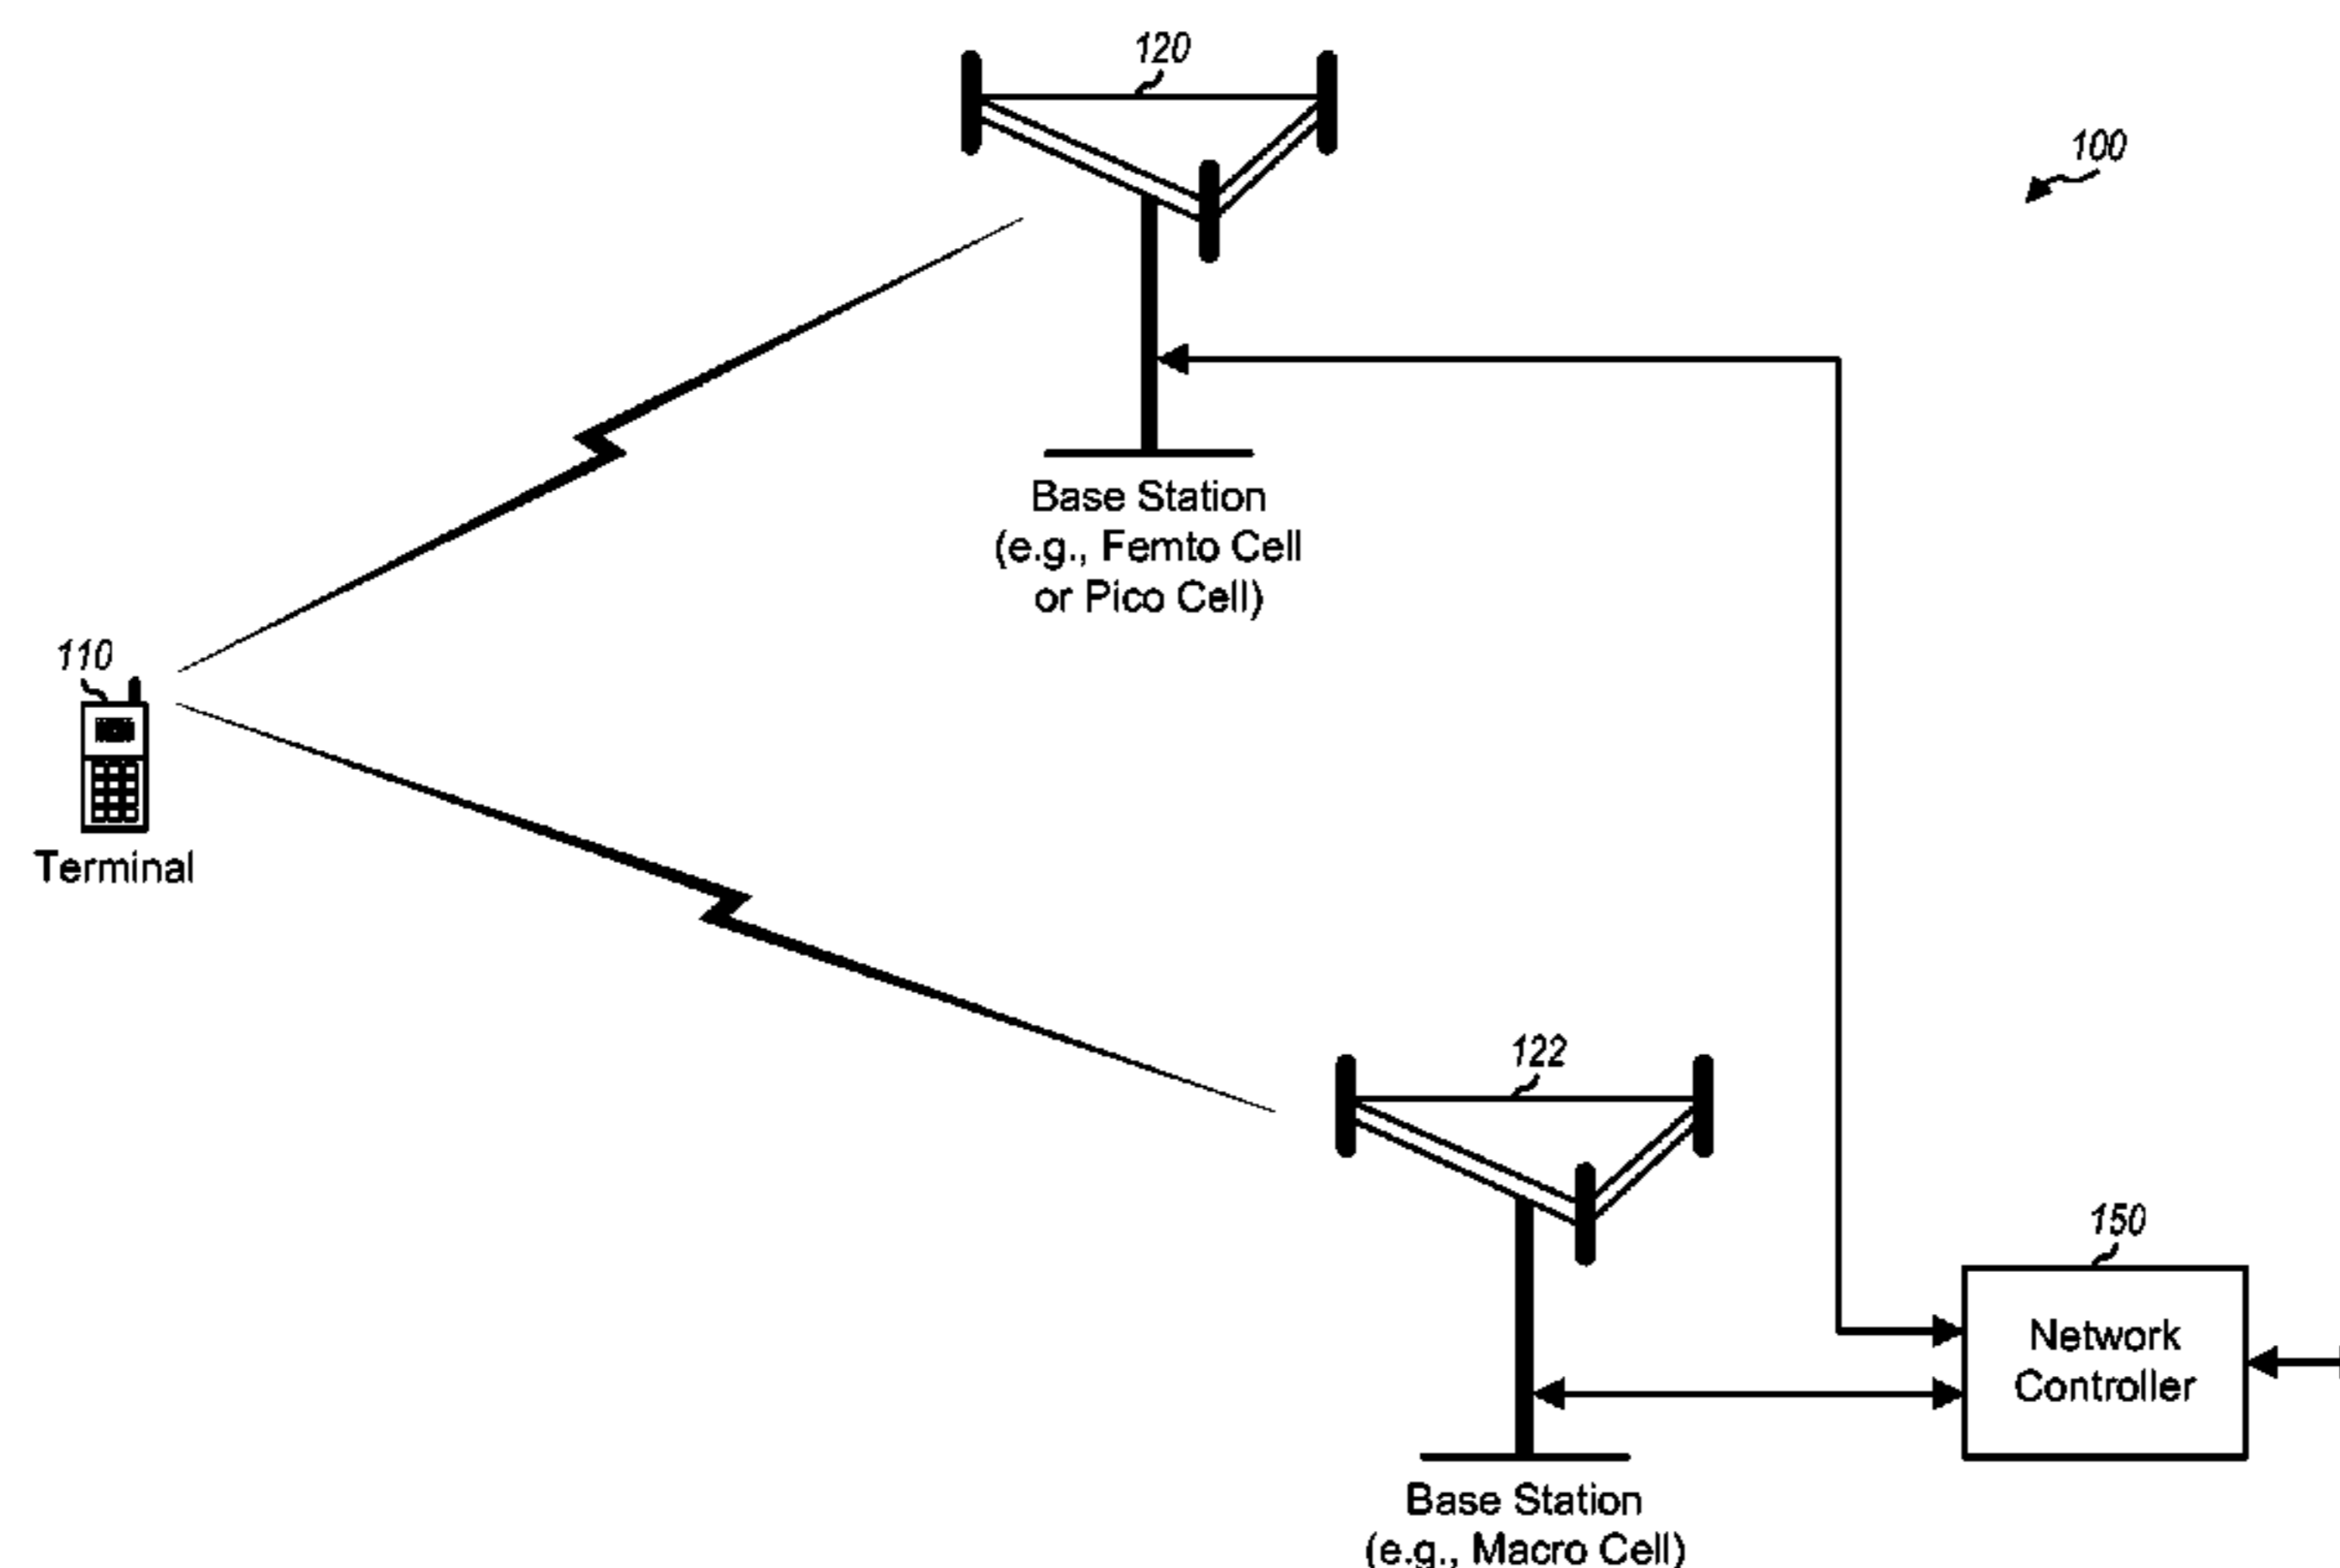 120
100
Base Station
(e.g., Femto Cell
or Pico Cell)
110
Terminal
122
150
Network
Controller
Base Station
(e.g., Macro Cell)